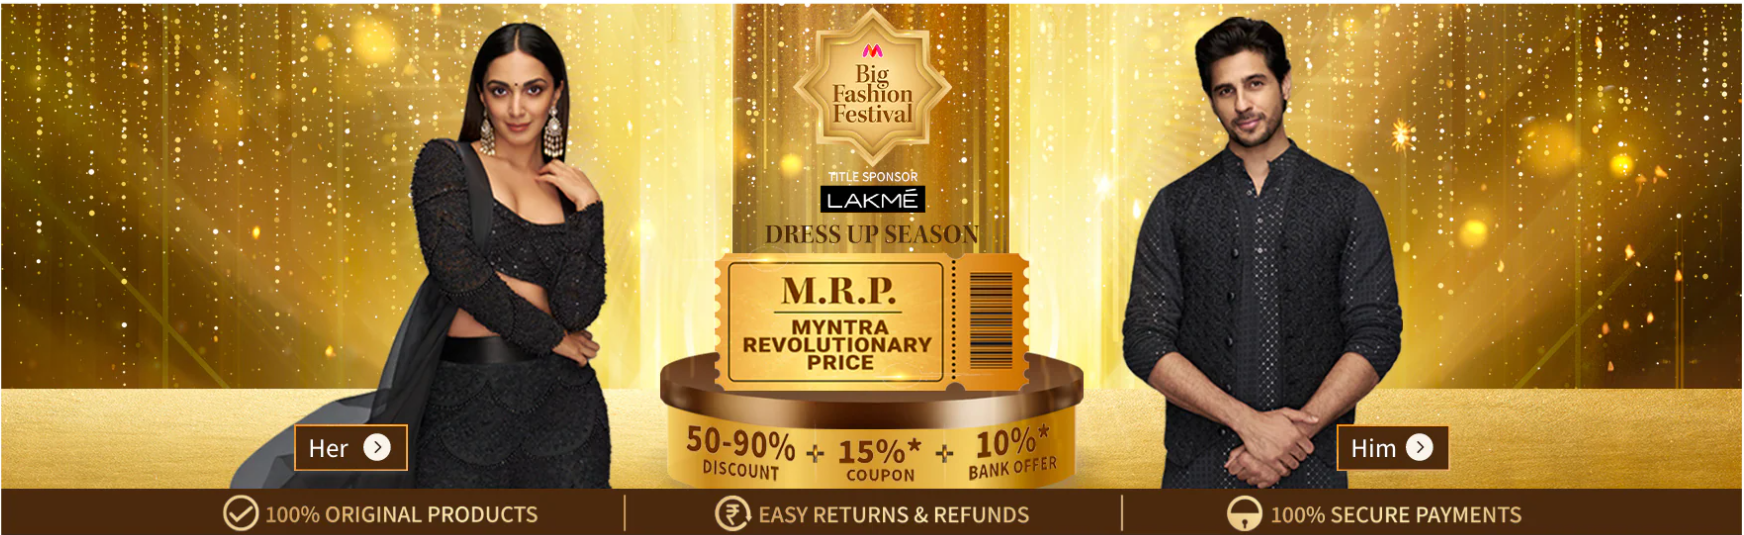 Big
Fashion
Festival
TITLE SPONSOR
LAKMÉ
DRESS UP SEASON
M.R.P.
MYNTRA
REVOLUTIONARY
PRICE
50-90% + 15%* + 10%*
DISCOUNT COUPON BANK OFFER
Her
Him
100% ORIGINAL PRODUCTS
EASY RETURNS & REFUNDS
100% SECURE PAYMENTS